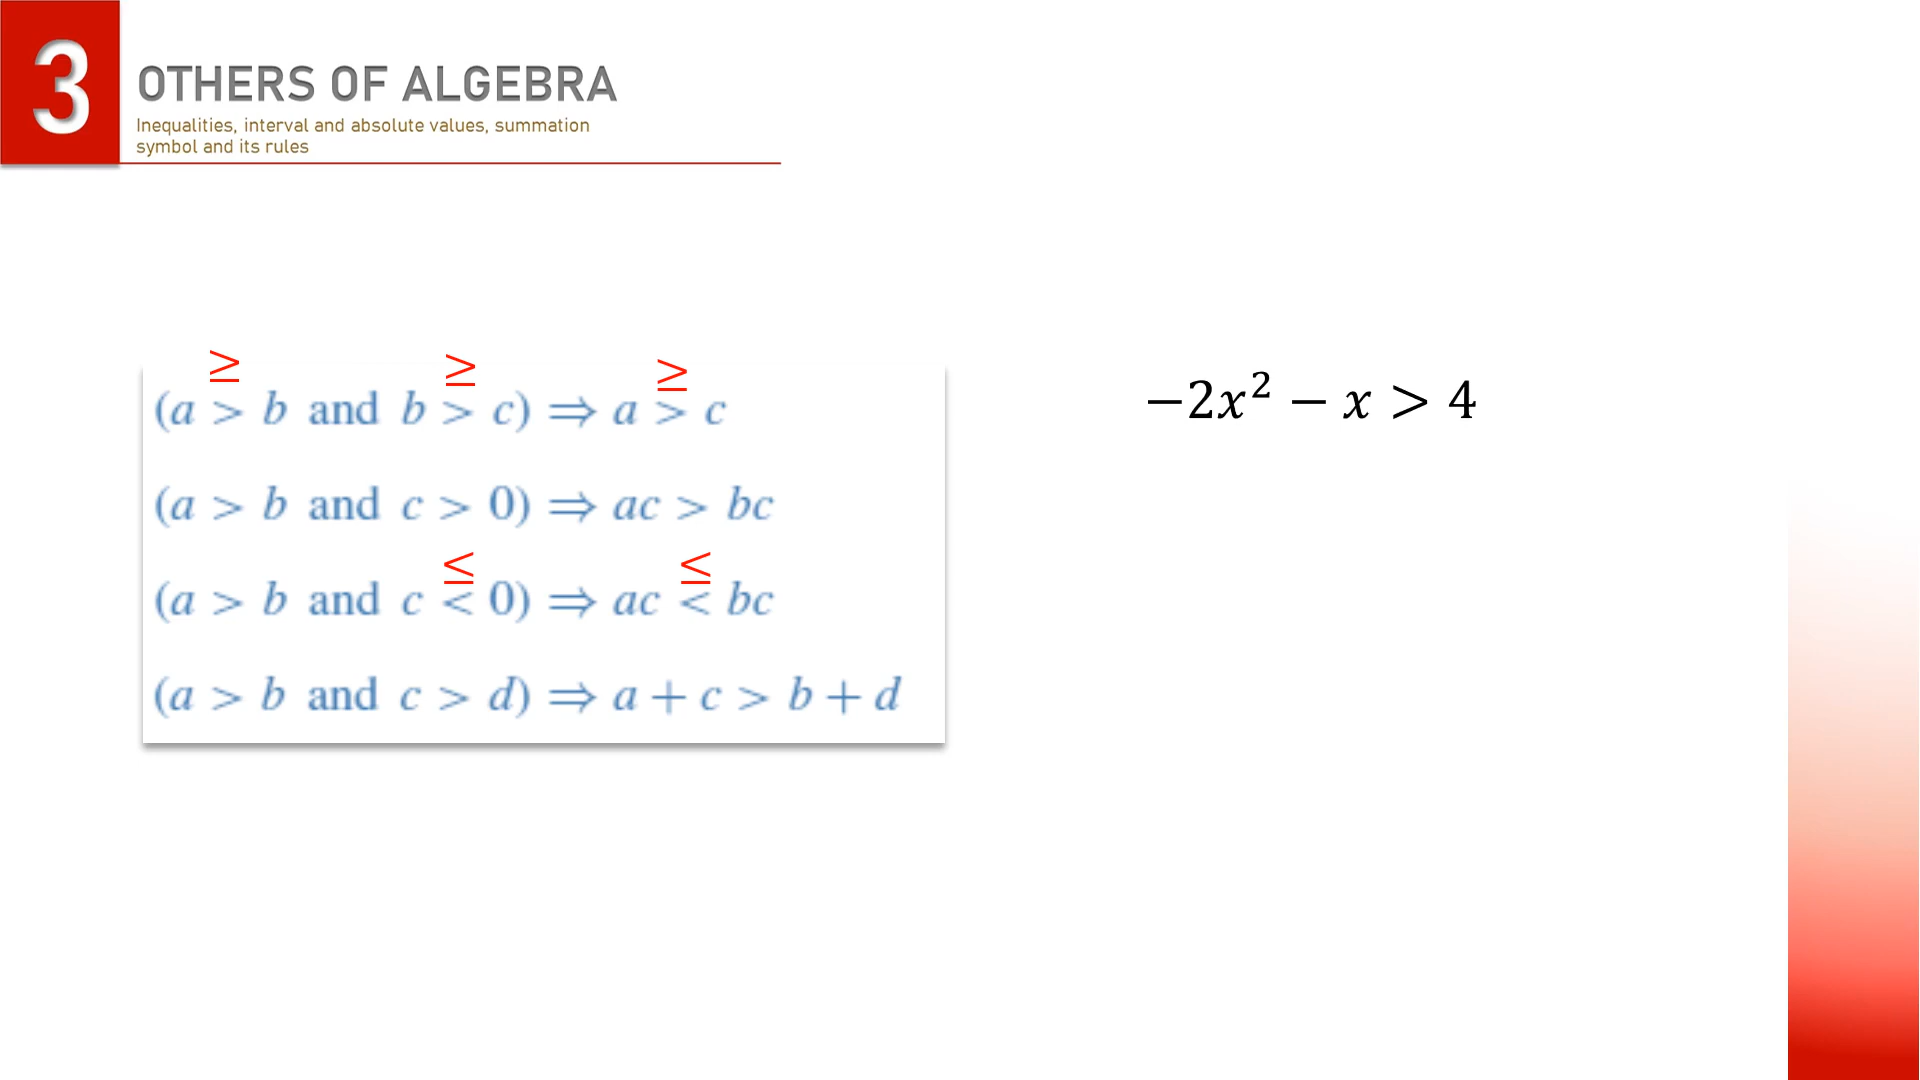 3
OTHERS OF ALGEBRA
Inequalities, interval and absolute values, summation
symbol and its rules
≥ ≥ ≥
(a > b and b > c) ⇒ a > c
(a > b and c > 0) ⇒ ac > bc
≤ ≤
(a > b and c < 0) ⇒ ac < bc
(a > b and c > d) ⇒ a + c > b + d
−2x² − x > 4